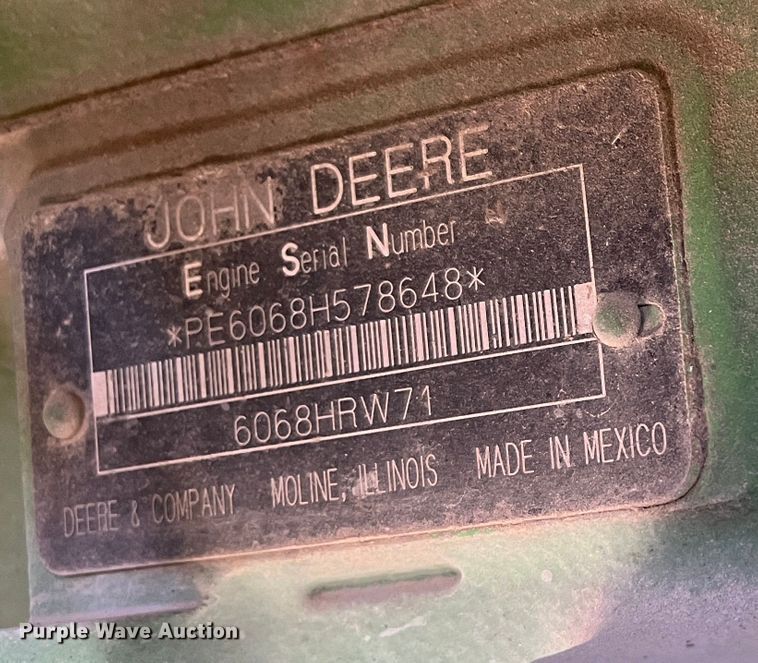 JOHN DEERE
Engine Serial Number
*PE6068H578648*
6068HRW71
DEERE & COMPANY MOLINE, ILLINOIS MADE IN MEXICO
Purple Wave Auction